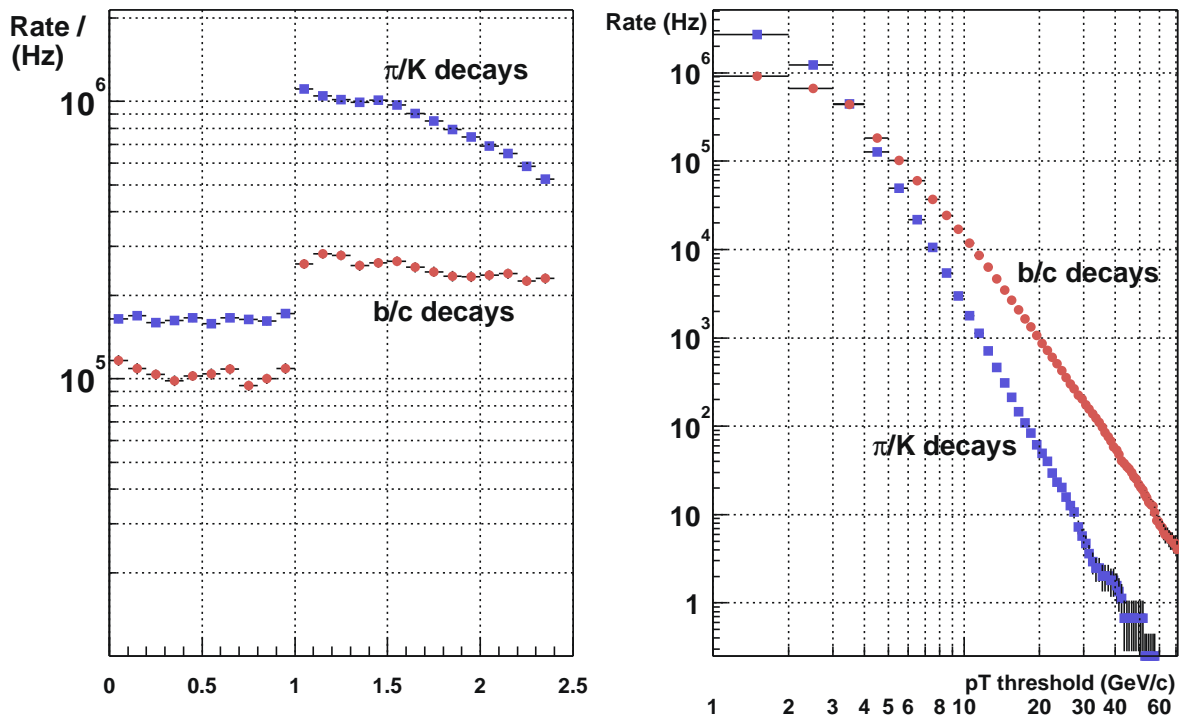 Rate /
(Hz)
10^6
10^5
π/K decays
b/c decays
0 0.5 1 1.5 2 2.5
Rate (Hz)
10^6
10^5
10^4
10^3
10^2
10
1
b/c decays
π/K decays
pT threshold (GeV/c)
1 2 3 4 5 6 8 10 20 30 40 60